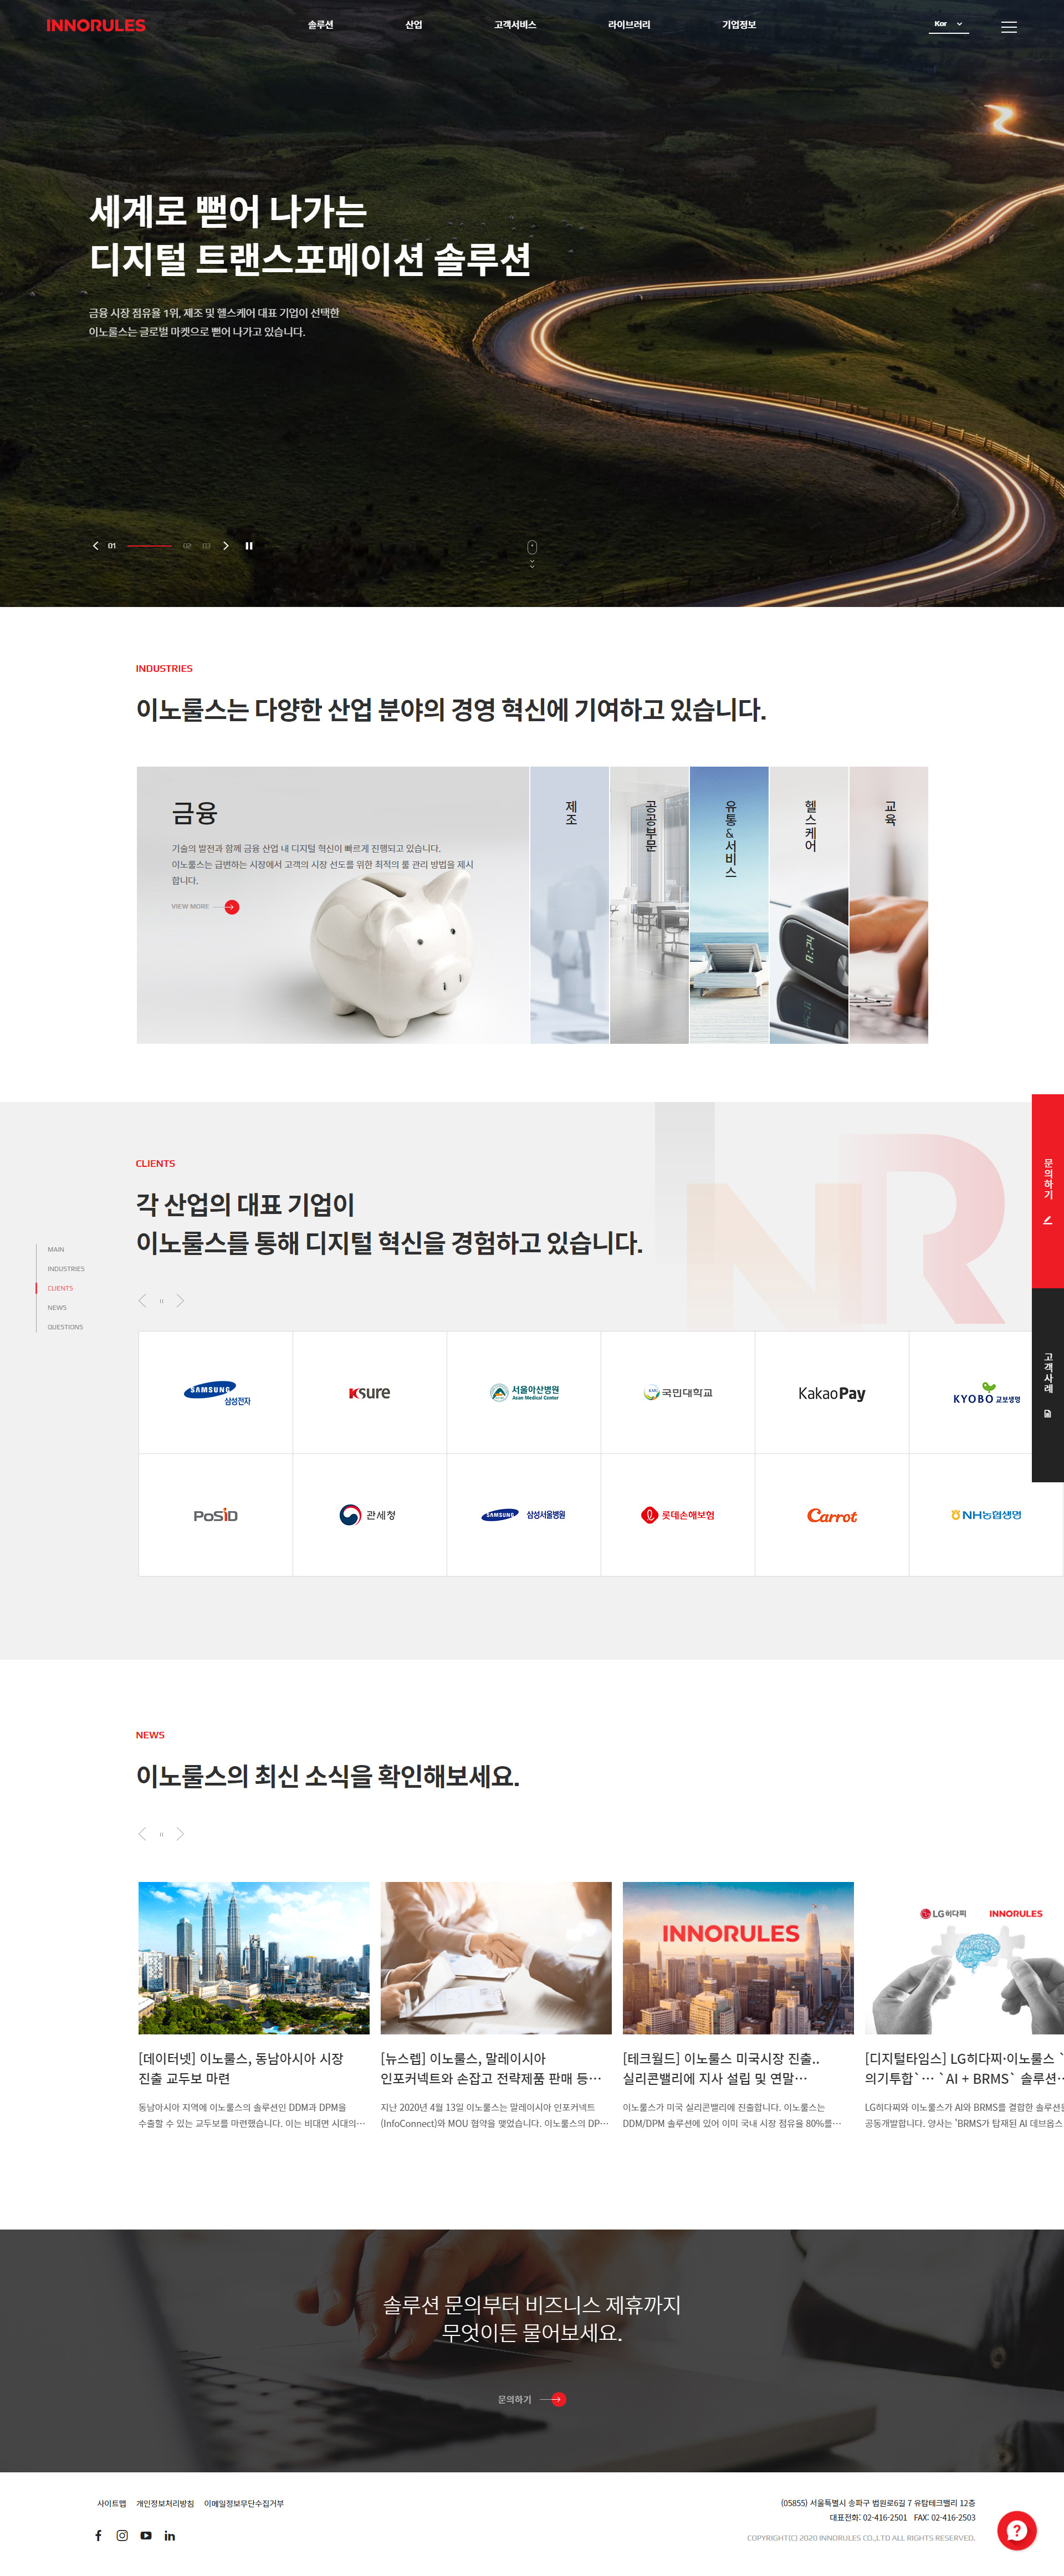 INNORULES
솔루션
산업
고객서비스
라이브러리
기업정보
Kor
세계로 뻗어 나가는
디지털 트랜스포메이션 솔루션
금융 시장 점유율 1위, 제조 및 헬스케어 대표 기업이 선택한
이노룰스는 글로벌 마켓으로 뻗어 나가고 있습니다.
01
02
03
INDUSTRIES
이노룰스는 다양한 산업 분야의 경영 혁신에 기여하고 있습니다.
금융
기술의 발전과 함께 금융 산업 내 디지털 혁신이 빠르게 진행되고 있습니다.
이노룰스는 급변하는 시장에서 고객의 시장 선도를 위한 최적의 룰 관리 방법을 제시
합니다.
VIEW MORE
제조
공공부문
유통&서비스
헬스케어
교육
문의하기
고객사례
CLIENTS
각 산업의 대표 기업이
이노룰스를 통해 디지털 혁신을 경험하고 있습니다.
NR
MAIN
INDUSTRIES
CLIENTS
NEWS
QUESTIONS
SAMSUNG
삼성전자
Ksure
서울아산병원
Asan Medical Center
국민대학교
KakaoPay
KYOBO 교보생명
PoSiD
관세청
SAMSUNG 삼성서울병원
롯데손해보험
Carrot
NH농협생명
NEWS
이노룰스의 최신 소식을 확인해보세요.
INNORULES
LG히다찌 INNORULES
[데이터넷] 이노룰스, 동남아시아 시장
진출 교두보 마련
동남아시아 지역에 이노룰스의 솔루션인 DDM과 DPM을
수출할 수 있는 교두보를 마련했습니다. 이는 비대면 시대의…
[뉴스렙] 이노룰스, 말레이시아
인포커넥트와 손잡고 전략제품 판매 등…
지난 2020년 4월 13일 이노룰스는 말레이시아 인포커넥트
(InfoConnect)와 MOU 협약을 맺었습니다. 이노룰스의 DP…
[테크월드] 이노룰스 미국시장 진출..
실리콘밸리에 지사 설립 및 연말…
이노룰스가 미국 실리콘밸리에 진출합니다. 이노룰스는
DDM/DPM 솔루션에 있어 이미 국내 시장 점유율 80%를…
[디지털타임스] LG히다찌·이노룰스 `
의기투합`… `AI + BRMS` 솔루션…
LG히다찌와 이노룰스가 AI와 BRMS를 결합한 솔루션을
공동개발합니다. 양사는 'BRMS가 탑재된 AI 데브옵스
솔루션 문의부터 비즈니스 제휴까지
무엇이든 물어보세요.
문의하기
사이트맵
개인정보처리방침
이메일정보무단수집거부
(05855) 서울특별시 송파구 법원로6길 7 유탑테크밸리 12층
대표전화: 02-416-2501 FAX: 02-416-2503
COPYRIGHT(C) 2020 INNORULES CO.,LTD ALL RIGHTS RESERVED.